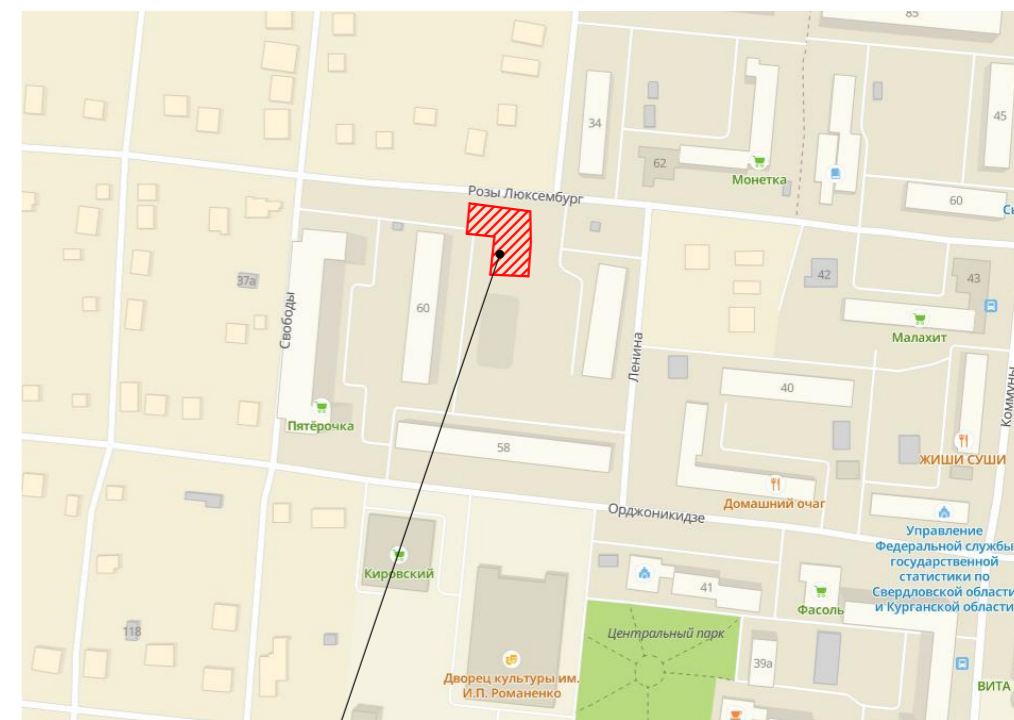 85
34
45
62
Монетка
Розы Люксембург
60
37а
42
43
Свободы
60
Малахит
Ленина
40
Коммуны
Пятёрочка
58
ЖИШИ СУШИ
Домашний очаг
Орджоникидзе
Управление
Федеральной службы
государственной
статистики по
Свердловской области
и Курганской области
Кировский
41
Фасоль
118
Центральный парк
39а
Дворец культуры им.
И.П. Романенко
ВИТА